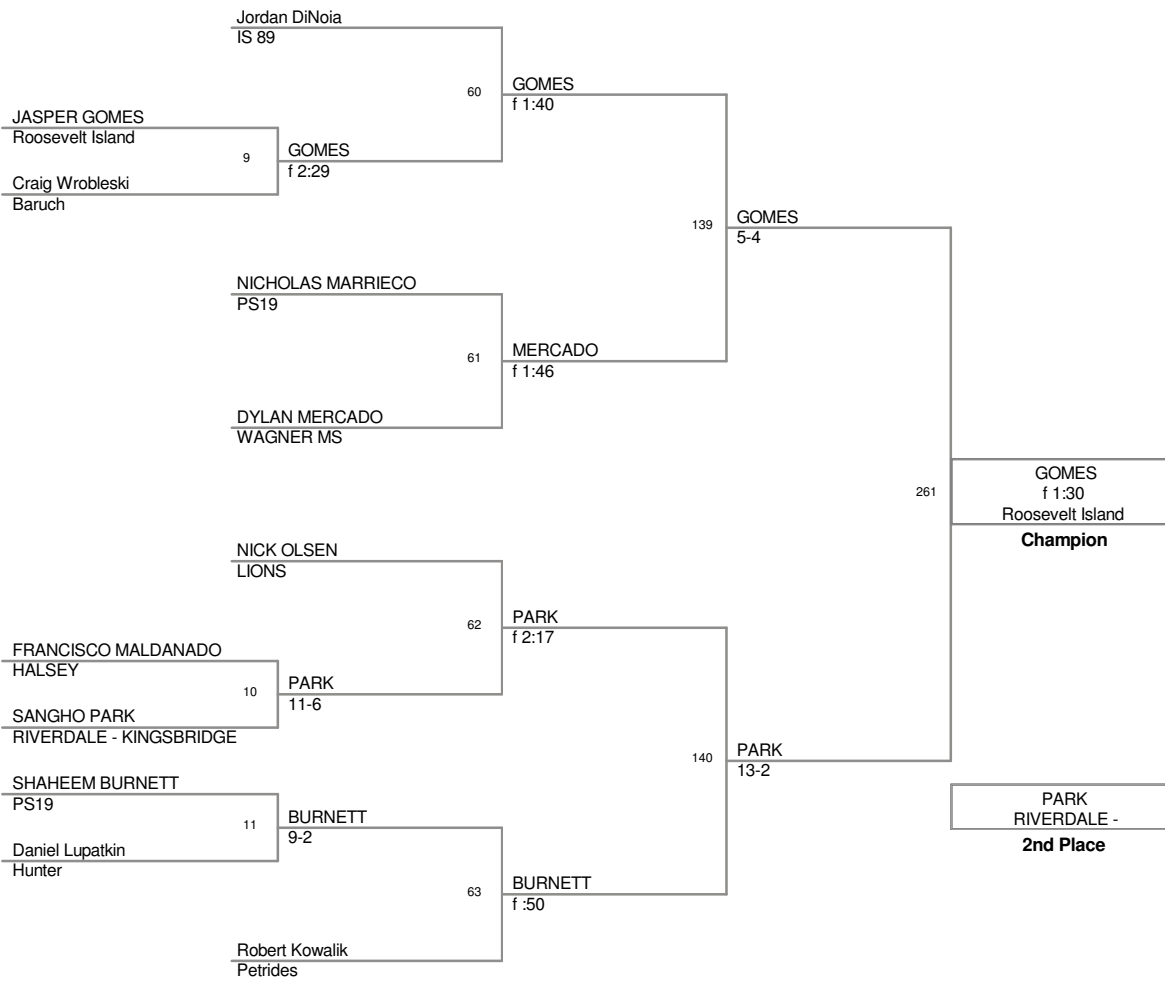 Jordan DiNoia
IS 89
60
GOMES
f 1:40
JASPER GOMES
Roosevelt Island
9
GOMES
f 2:29
Craig Wrobleski
Baruch
139
GOMES
5-4
NICHOLAS MARRIECO
PS19
61
MERCADO
f 1:46
DYLAN MERCADO
WAGNER MS
261
GOMES
f 1:30
Roosevelt Island
Champion
NICK OLSEN
LIONS
62
PARK
f 2:17
FRANCISCO MALDANADO
HALSEY
10
PARK
11-6
SANGHO PARK
RIVERDALE - KINGSBRIDGE
140
PARK
13-2
SHAHEEM BURNETT
PS19
11
BURNETT
9-2
Daniel Lupatkin
Hunter
PARK
RIVERDALE -
2nd Place
63
BURNETT
f :50
Robert Kowalik
Petrides